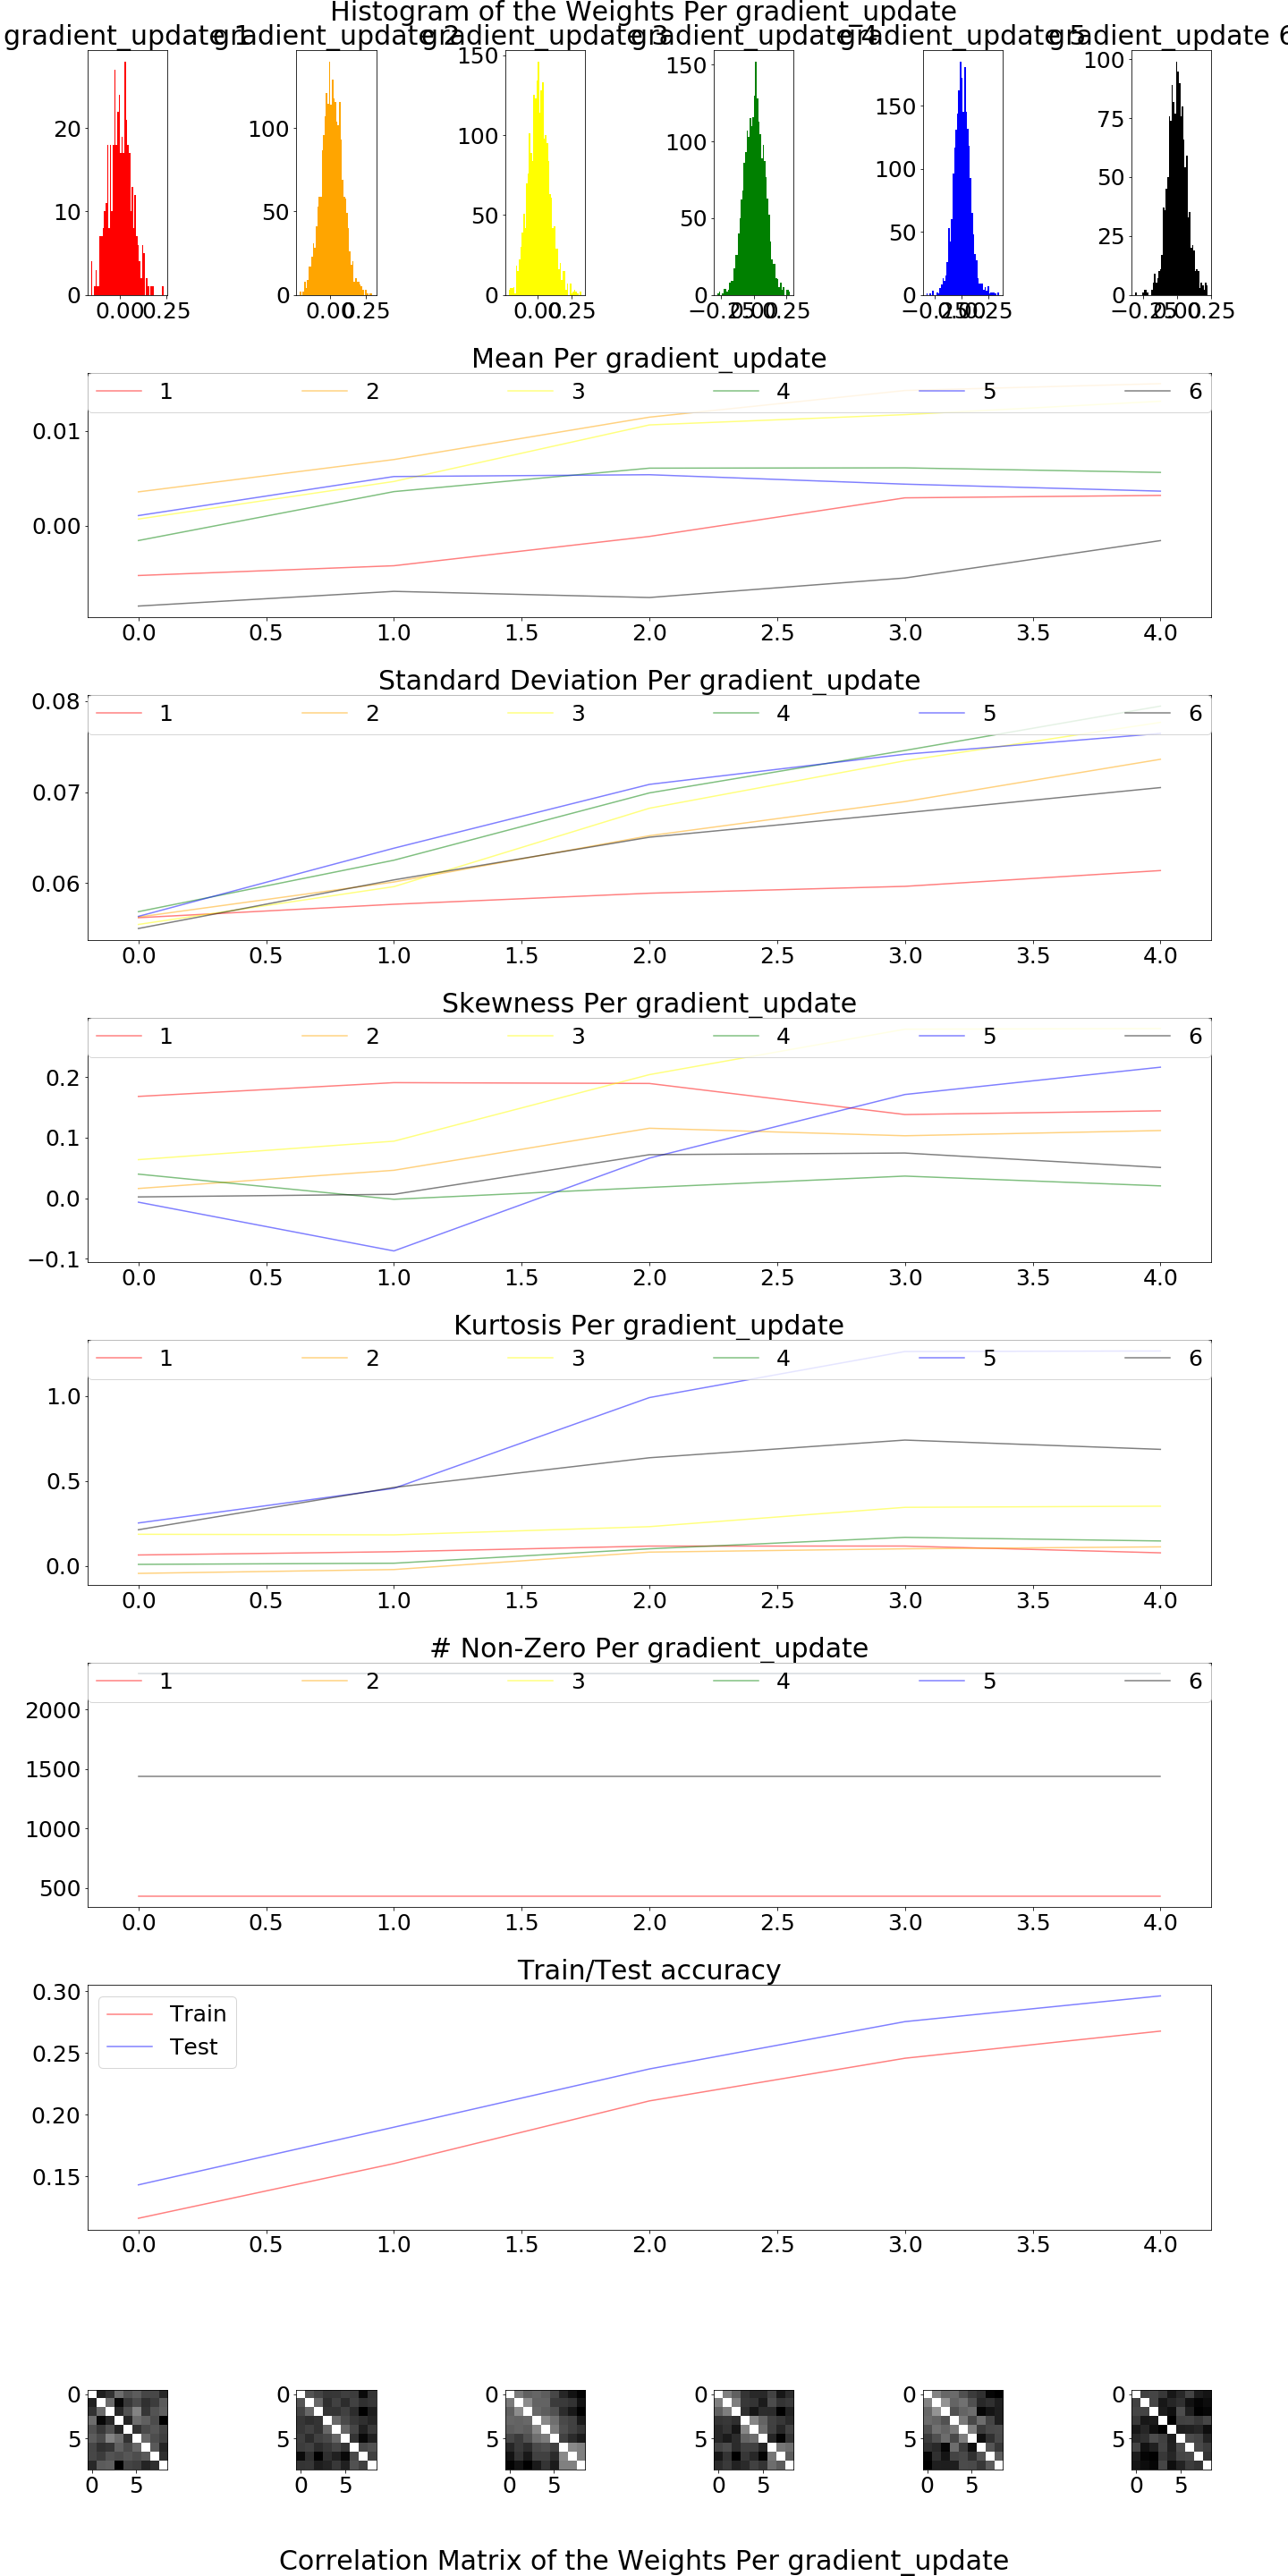 Histogram of the Weights Per gradient_update
gradient_update 1 gradient_update 2 gradient_update 3 gradient_update 4 gradient_update 5 gradient_update 6
20
10
0
0.00 0.25
100
50
0
0.00 0.25
150
100
50
0
0.00 0.25
150
100
50
0
−0.25 0.00 0.25
150
100
50
0
−0.25 0.00 0.25
100
75
50
25
0
−0.25 0.00 0.25
Mean Per gradient_update
1 2 3 4 5 6
0.01
0.00
0.0 0.5 1.0 1.5 2.0 2.5 3.0 3.5 4.0
Standard Deviation Per gradient_update
0.08
1 2 3 4 5 6
0.07
0.06
0.0 0.5 1.0 1.5 2.0 2.5 3.0 3.5 4.0
Skewness Per gradient_update
1 2 3 4 5 6
0.2
0.1
0.0
−0.1
0.0 0.5 1.0 1.5 2.0 2.5 3.0 3.5 4.0
Kurtosis Per gradient_update
1 2 3 4 5 6
1.0
0.5
0.0
0.0 0.5 1.0 1.5 2.0 2.5 3.0 3.5 4.0
# Non-Zero Per gradient_update
1 2 3 4 5 6
2000
1500
1000
500
0.0 0.5 1.0 1.5 2.0 2.5 3.0 3.5 4.0
Train/Test accuracy
0.30
Train
Test
0.25
0.20
0.15
0.0 0.5 1.0 1.5 2.0 2.5 3.0 3.5 4.0
0 0 0 0 0 0
5 5 5 5 5 5
0 5 0 5 0 5 0 5 0 5 0 5
Correlation Matrix of the Weights Per gradient_update